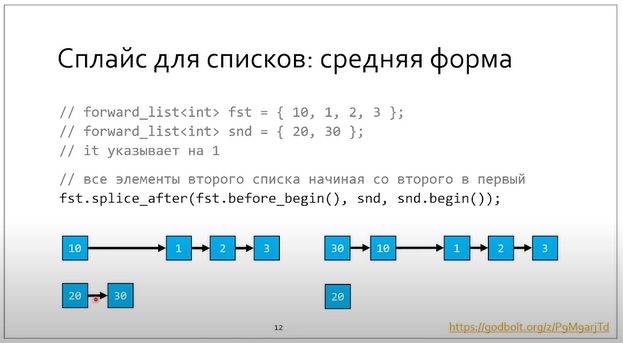 Сплайс для списков: средняя форма
// forward_list<int> fst = { 10, 1, 2, 3 };
// forward_list<int> snd = { 20, 30 };
// it указывает на 1
// все элементы второго списка начиная со второго в первый
fst.splice_after(fst.before_begin(), snd, snd.begin());
10 1 2 3 30 10 1 2 3
20 30 20
12 https://godbolt.org/z/P9M9arjTd